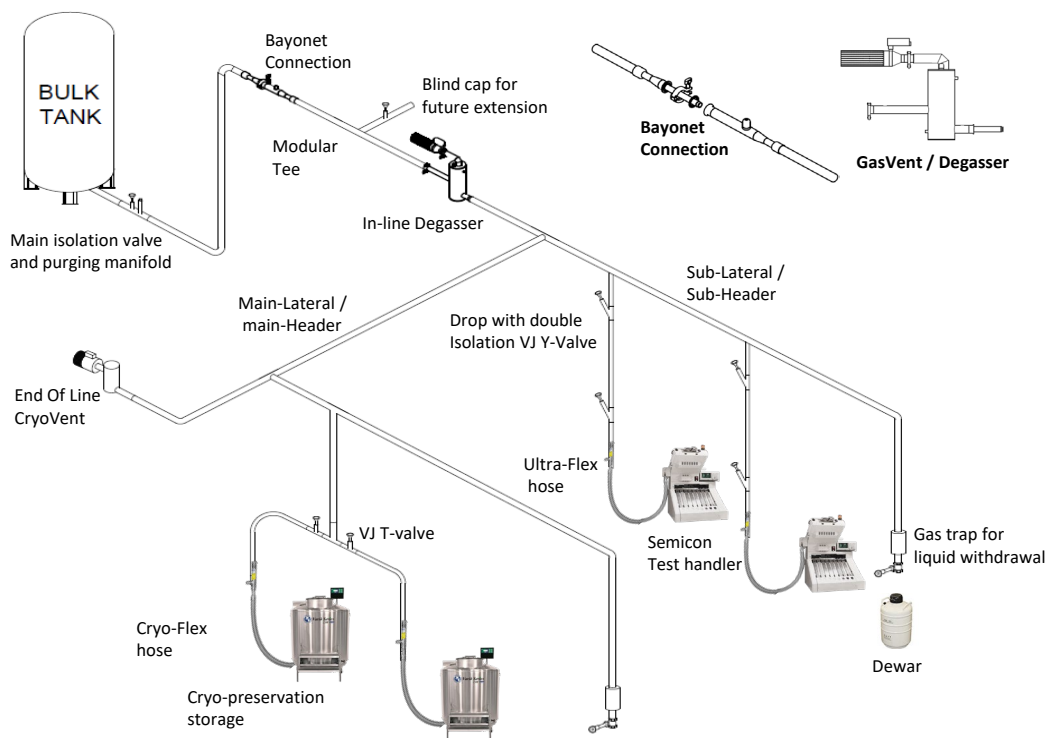 BULK
TANK
Bayonet
Connection
Blind cap for
future extension
Modular
Tee
Bayonet
Connection
GasVent / Degasser
In-line Degasser
Main isolation valve
and purging manifold
Main-Lateral /
main-Header
Sub-Lateral /
Sub-Header
Drop with double
Isolation VJ Y-Valve
End Of Line
CryoVent
Ultra-Flex
hose
VJ T-valve
Semicon
Test handler
Gas trap for
liquid withdrawal
Cryo-Flex
hose
Cryo-preservation
storage
Dewar